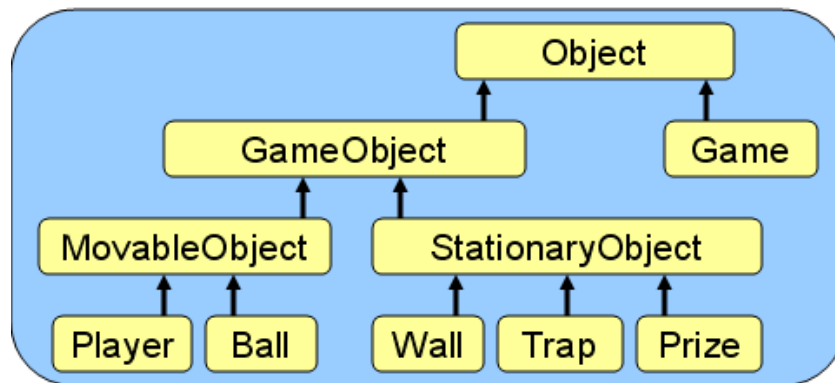 Object
GameObject
Game
MovableObject
StationaryObject
Player
Ball
Wall
Trap
Prize